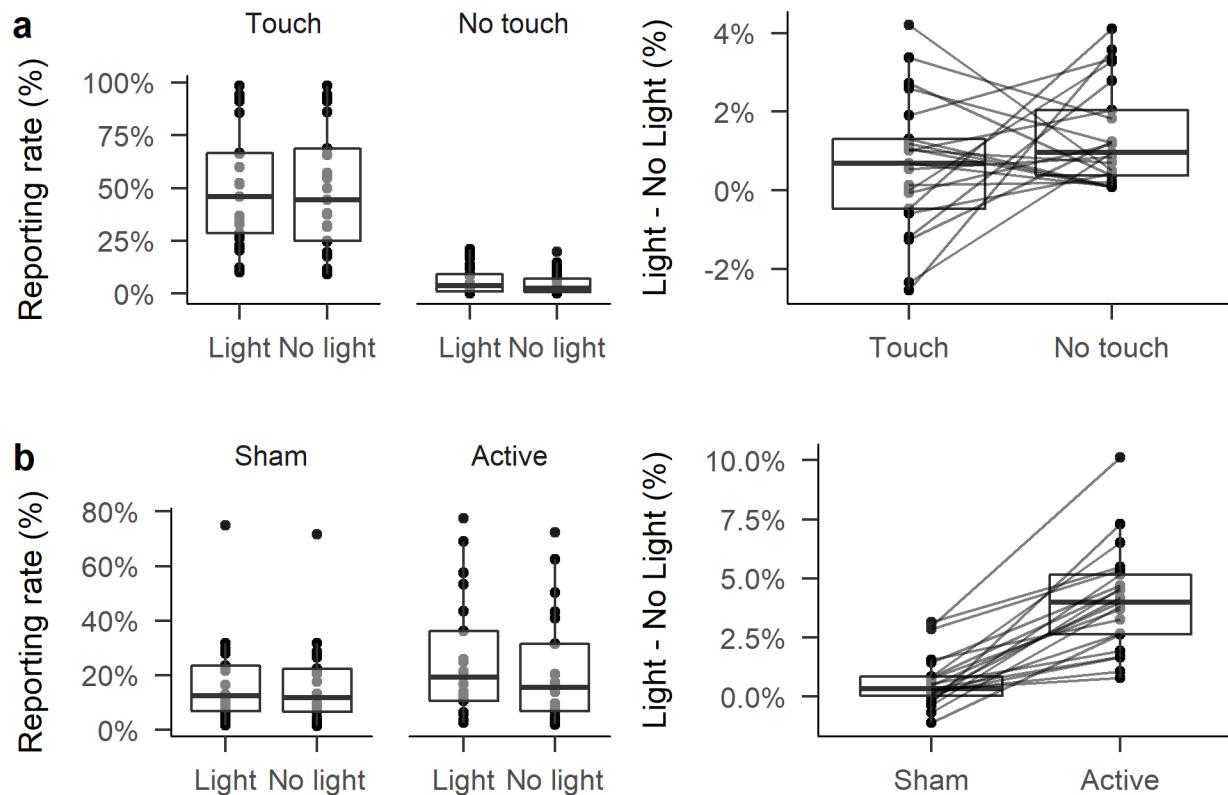 a
Touch
No touch
Reporting rate (%)
100%
75%
50%
25%
0%
Light No light
Light No light
Light - No Light (%)
4%
2%
0%
-2%
Touch
No touch
b
Sham
Active
Reporting rate (%)
80%
60%
40%
20%
0%
Light No light
Light No light
Light - No Light (%)
10.0%
7.5%
5.0%
2.5%
0.0%
Sham
Active